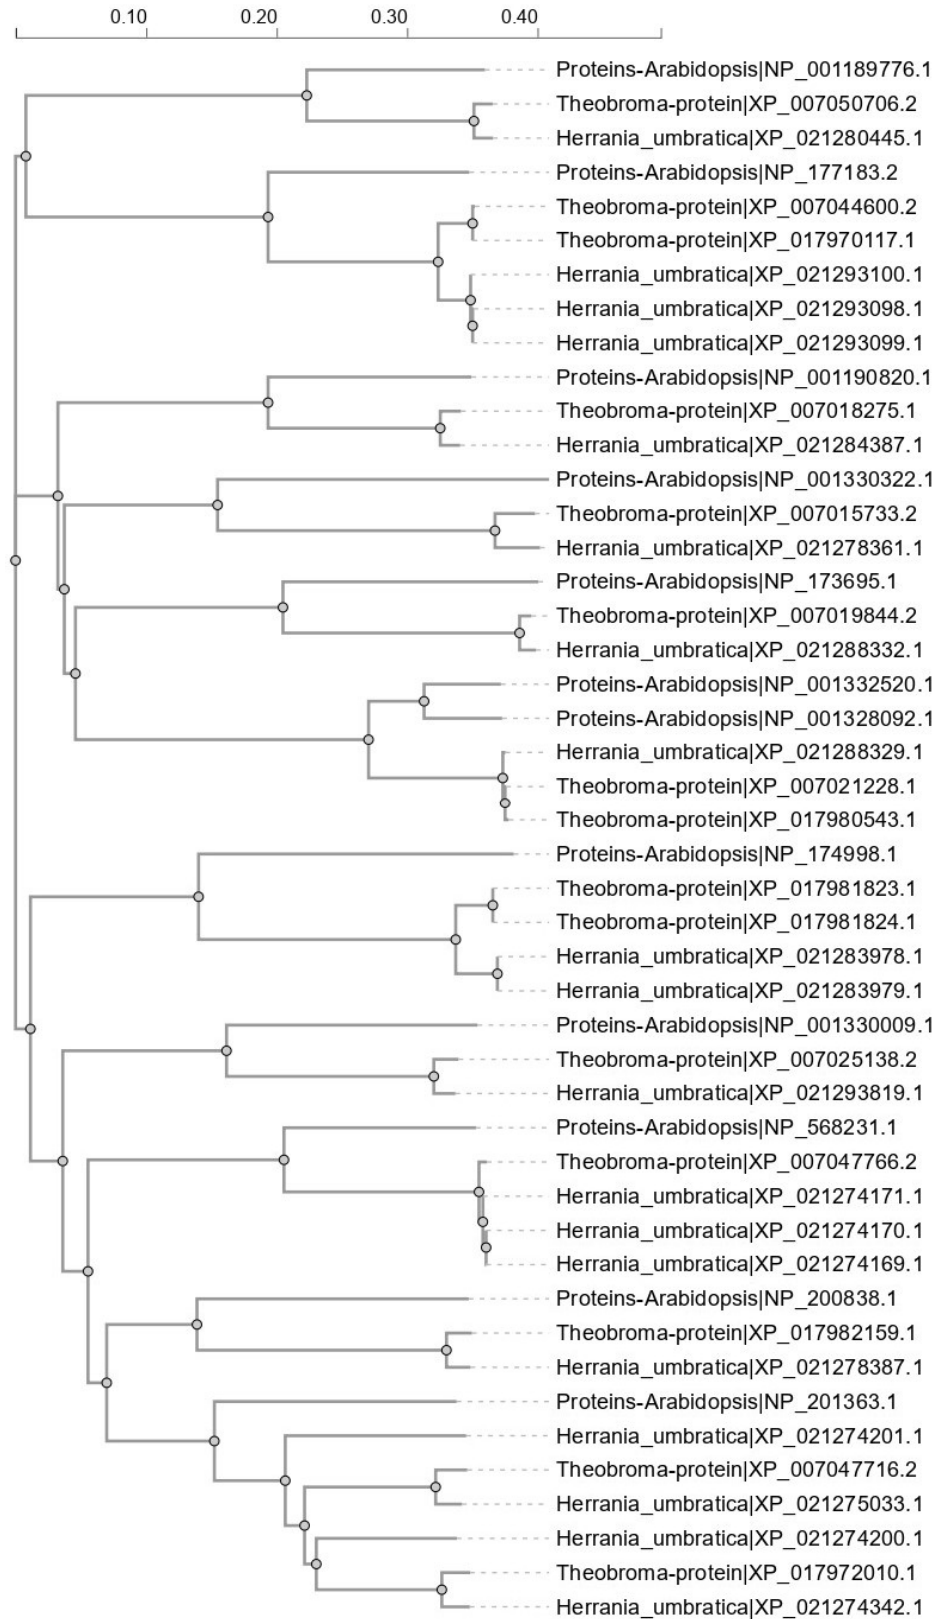 0.10 0.20 0.30 0.40
Proteins-Arabidopsis|NP_001189776.1
Theobroma-protein|XP_007050706.2
Herrania_umbratica|XP_021280445.1
Proteins-Arabidopsis|NP_177183.2
Theobroma-protein|XP_007044600.2
Theobroma-protein|XP_017970117.1
Herrania_umbratica|XP_021293100.1
Herrania_umbratica|XP_021293098.1
Herrania_umbratica|XP_021293099.1
Proteins-Arabidopsis|NP_001190820.1
Theobroma-protein|XP_007018275.1
Herrania_umbratica|XP_021284387.1
Proteins-Arabidopsis|NP_001330322.1
Theobroma-protein|XP_007015733.2
Herrania_umbratica|XP_021278361.1
Proteins-Arabidopsis|NP_173695.1
Theobroma-protein|XP_007019844.2
Herrania_umbratica|XP_021288332.1
Proteins-Arabidopsis|NP_001332520.1
Proteins-Arabidopsis|NP_001328092.1
Herrania_umbratica|XP_021288329.1
Theobroma-protein|XP_007021228.1
Theobroma-protein|XP_017980543.1
Proteins-Arabidopsis|NP_174998.1
Theobroma-protein|XP_017981823.1
Theobroma-protein|XP_017981824.1
Herrania_umbratica|XP_021283978.1
Herrania_umbratica|XP_021283979.1
Proteins-Arabidopsis|NP_001330009.1
Theobroma-protein|XP_007025138.2
Herrania_umbratica|XP_021293819.1
Proteins-Arabidopsis|NP_568231.1
Theobroma-protein|XP_007047766.2
Herrania_umbratica|XP_021274171.1
Herrania_umbratica|XP_021274170.1
Herrania_umbratica|XP_021274169.1
Proteins-Arabidopsis|NP_200838.1
Theobroma-protein|XP_017982159.1
Herrania_umbratica|XP_021278387.1
Proteins-Arabidopsis|NP_201363.1
Herrania_umbratica|XP_021274201.1
Theobroma-protein|XP_007047716.2
Herrania_umbratica|XP_021275033.1
Herrania_umbratica|XP_021274200.1
Theobroma-protein|XP_017972010.1
Herrania_umbratica|XP_021274342.1